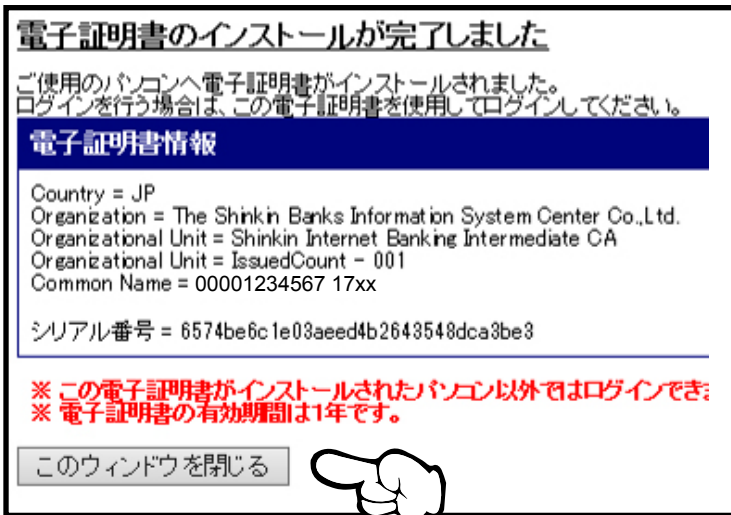 電子証明書のインストールが完了しました
ご使用のパソコンへ電子証明書がインストールされました。
ログインを行う場合は、この電子証明書を使用してログインしてください。
電子証明書情報
Country = JP
Organization = The Shinkin Banks Information System Center Co.,Ltd.
Organizational Unit = Shinkin Internet Banking Intermediate CA
Organizational Unit = IssuedCount - 001
Common Name = 00001234567 17xx
シリアル番号 = 6574be6c1e03aeed4b2643548dca3be3
※ この電子証明書がインストールされたパソコン以外ではログインでき
※ 電子証明書の有効期間は1年です。
このウィンドウを閉じる